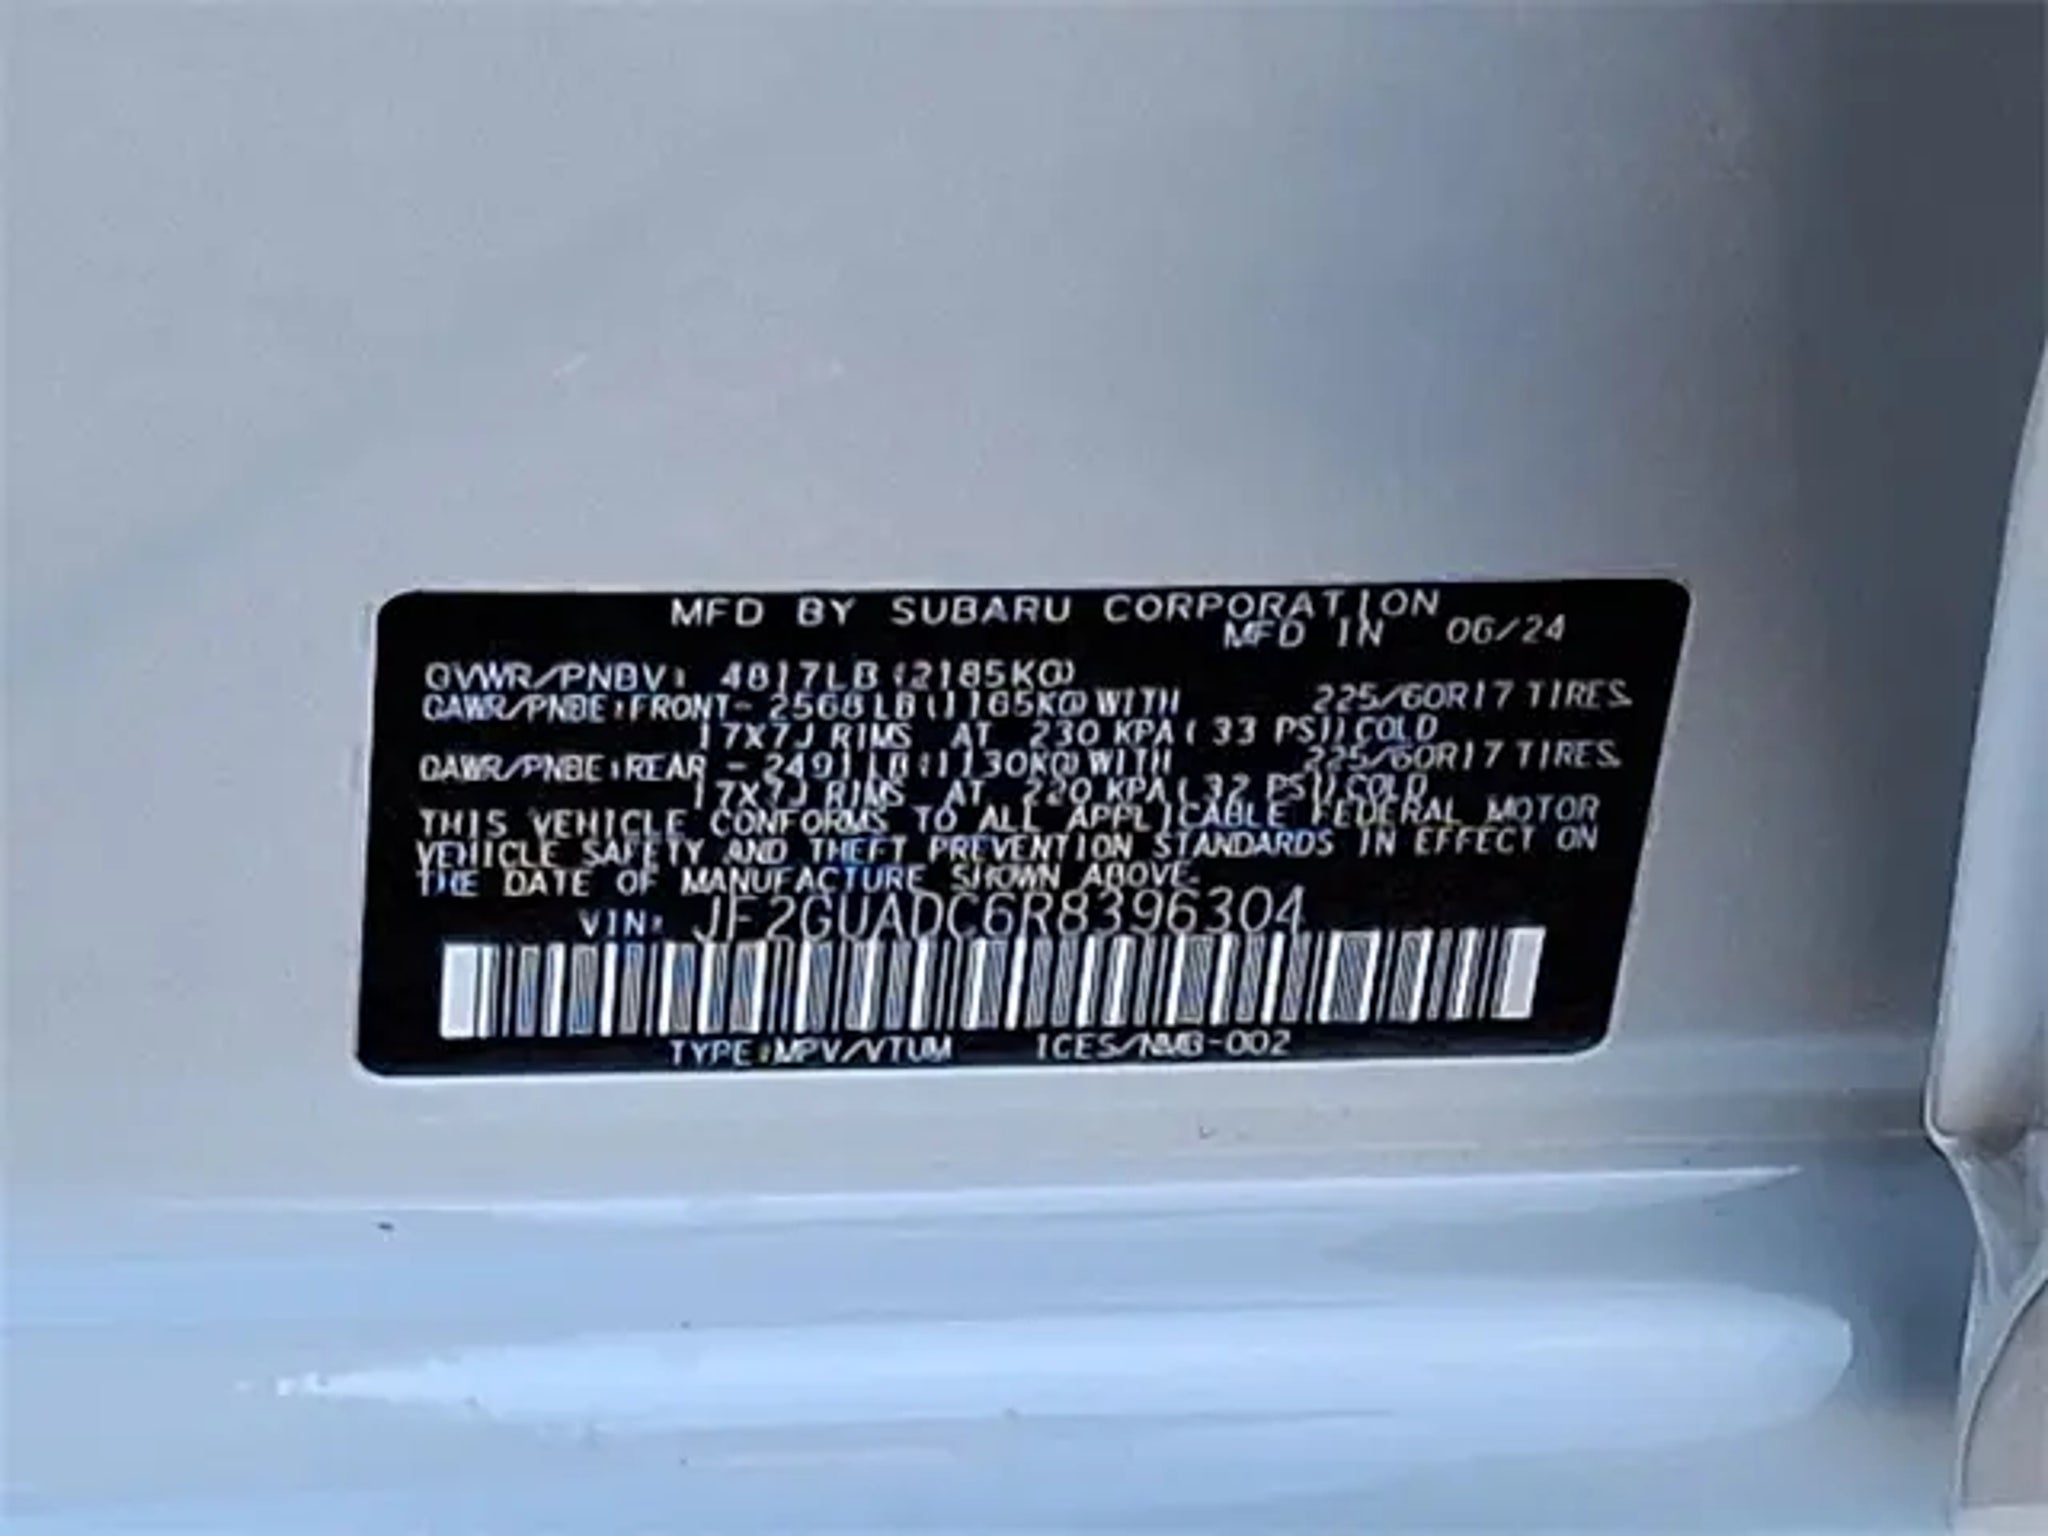 MFD BY SUBARU CORPORATION
MFD IN 06/24
GVWR/PNBV: 4817LB(2185KG)
GAWR/PNBE:FRONT- 2568LB(1165KG)WITH 225/60R17 TIRES.
17X7J RIMS AT 230 KPA( 33 PSI)COLD
GAWR/PNBE:REAR - 2491LB(1130KG)WITH 225/60R17 TIRES.
17X7J RIMS AT 220 KPA( 32 PSI)COLD
THIS VEHICLE CONFORMS TO ALL APPLICABLE FEDERAL MOTOR
VEHICLE SAFETY AND THEFT PREVENTION STANDARDS IN EFFECT ON
THE DATE OF MANUFACTURE SHOWN ABOVE.
VIN: JF2GUADC6R8396304
TYPE:MPV/VTUM ICES/NMB-002